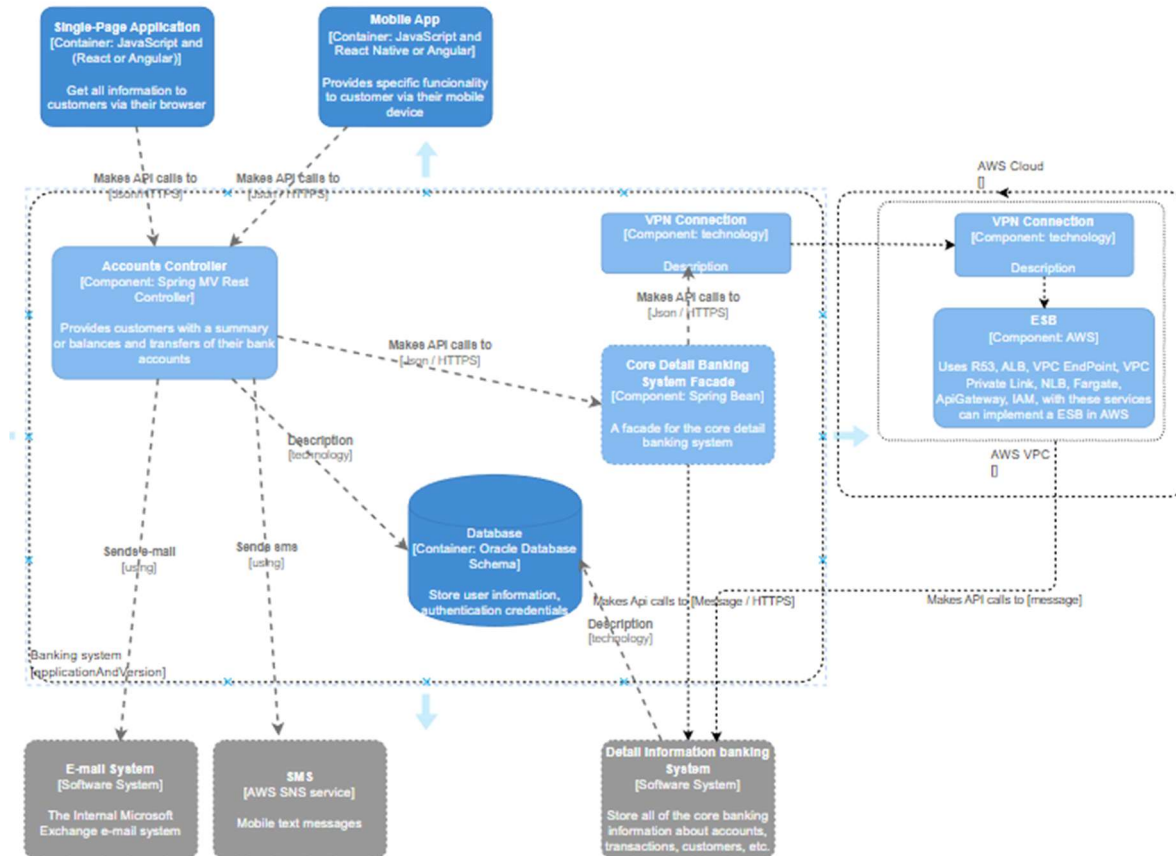 Single-Page Application
[Container: JavaScript and
(React or Angular)]
Get all information to
customers via their browser
Mobile App
[Container: JavaScript and
React Native or Angular]
Provides specific funcionality
to customer via their mobile
device
Makes API calls to
[Json/HTTPS]
Makes API calls to
[Json / HTTPS]
AWS Cloud
[]
VPN Connection
[Component: technology]
Description
VPN Connection
[Component: technology]
Description
Accounts Controller
[Component: Spring MV Rest
Controller]
Provides customers with a summary
or balances and transfers of their bank
accounts
Makes API calls to
[Json / HTTPS]
Makes API calls to
[Json / HTTPS]
Core Detail Banking
System Facade
[Component: Spring Bean]
A facade for the core detail
banking system
ESB
[Component: AWS]
Uses R53, ALB, VPC EndPoint, VPC
Private Link, NLB, Fargate,
ApiGateway, IAM, with these services
can implement a ESB in AWS
AWS VPC
[]
Description
[technology]
Database
[Container: Oracle Database
Schema]
Store user information,
authentication credentials
Sends e-mail
[using]
Sends sms
[using]
Makes Api calls to [Message / HTTPS]
Makes API calls to [message]
Description
[technology]
Banking system
[applicationAndVersion]
E-mail System
[Software System]
The Internal Microsoft
Exchange e-mail system
SMS
[AWS SNS service]
Mobile text messages
Detail Information banking
System
[Software System]
Store all of the core banking
information about accounts,
transactions, customers, etc.